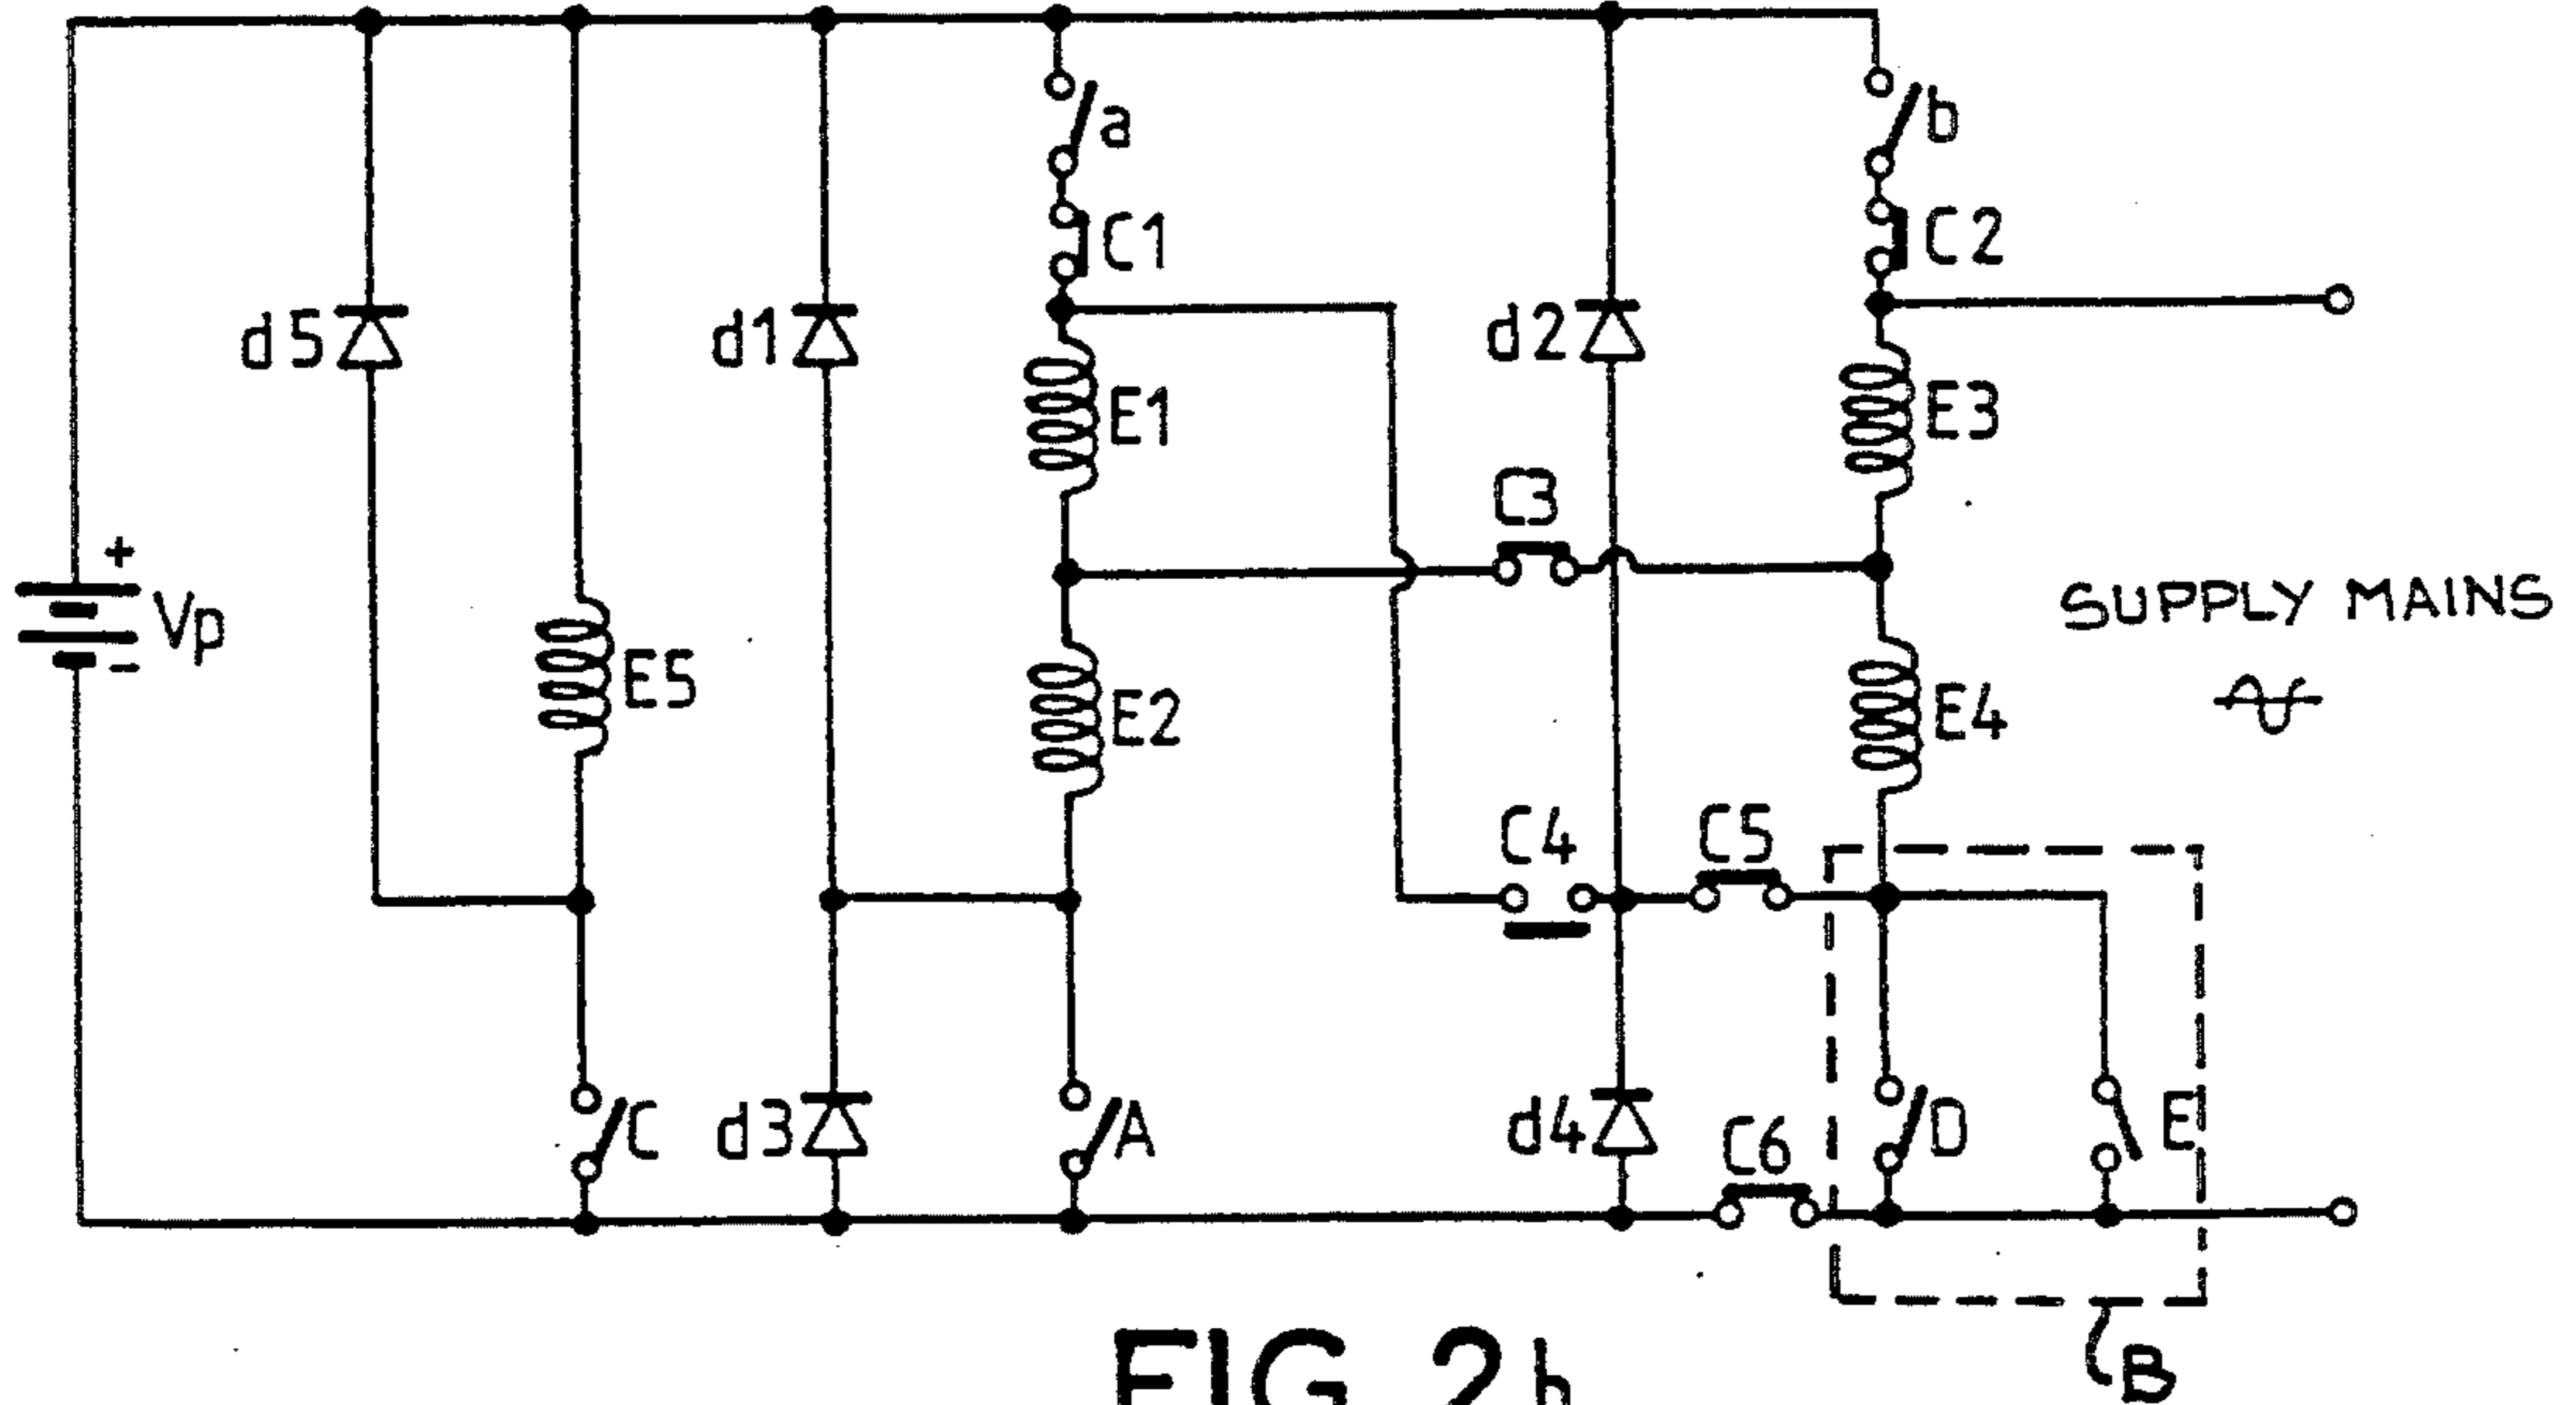 a
b
C1
C2
d5
d1
d2
E1
E3
C3
+
Vp
-
SUPPLY MAINS
E5
E2
E4
C4
C5
C
d3
A
d4
C6
D
E
B
FIG. 2b